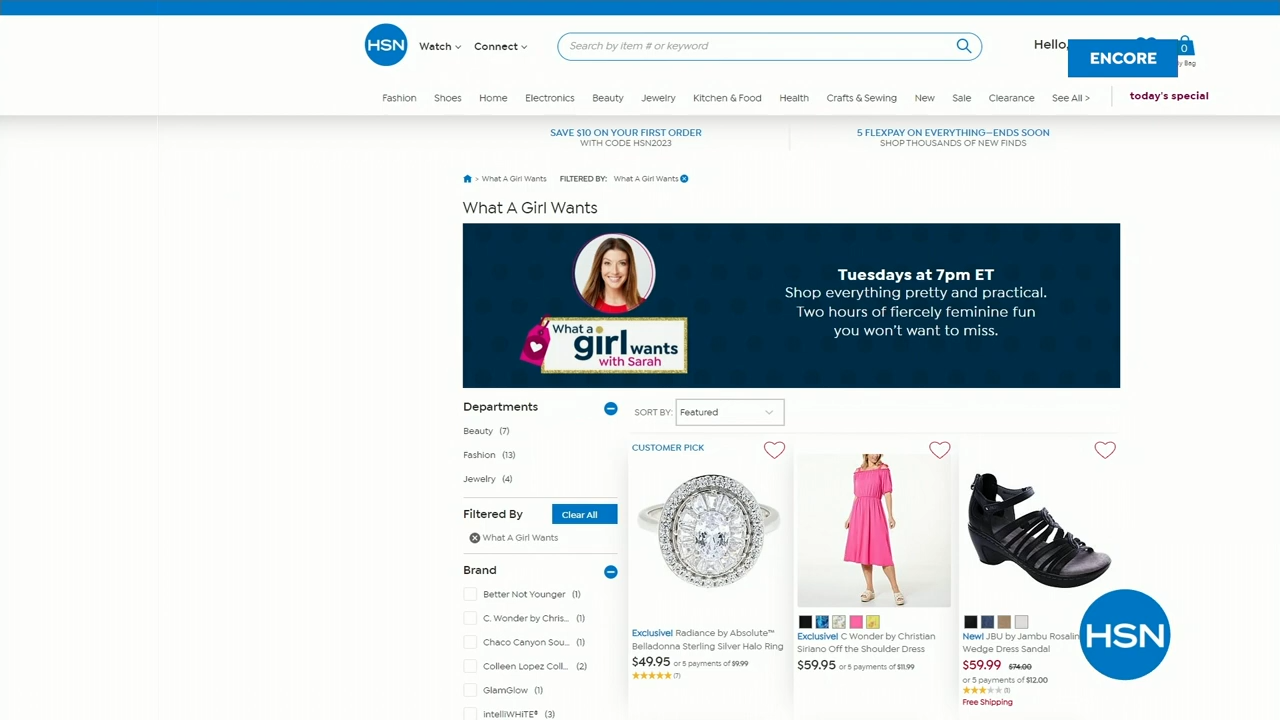 HSN
Watch
Connect
Search by item # or keyword
Hello,
ENCORE
0
Bag
Fashion
Shoes
Home
Electronics
Beauty
Jewelry
Kitchen & Food
Health
Crafts & Sewing
New
Sale
Clearance
See All >
today's special
SAVE $10 ON YOUR FIRST ORDER
WITH CODE HSN2023
5 FLEXPAY ON EVERYTHING—ENDS SOON
SHOP THOUSANDS OF NEW FINDS
> What A Girl Wants
FILTERED BY: What A Girl Wants
What A Girl Wants
What a
girl wants
with Sarah
Tuesdays at 7pm ET
Shop everything pretty and practical.
Two hours of fiercely feminine fun
you won't want to miss.
Departments
Beauty (7)
Fashion (13)
Jewelry (4)
Filtered By
Clear All
What A Girl Wants
Brand
Better Not Younger (1)
C. Wonder by Chris... (1)
Chaco Canyon Sou... (1)
Colleen Lopez Coll... (2)
GlamGlow (1)
intelliWHiTE® (3)
SORT BY: Featured
CUSTOMER PICK
Exclusive! Radiance by Absolute™
Belladonna Sterling Silver Halo Ring
$49.95 or 5 payments of $9.99
(7)
Exclusive! C Wonder by Christian
Siriano Off the Shoulder Dress
$59.95 or 5 payments of $11.99
New! JBU by Jambu Rosalin
Wedge Dress Sandal
$59.99 $74.00
or 5 payments of $12.00
Free Shipping
HSN